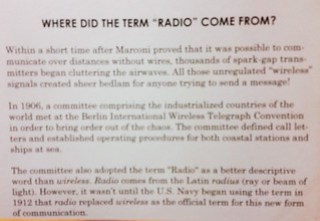 WHERE DID THE TERM "RADIO" COME FROM?
Within a short time after Marconi proved that it was possible to com-
municate over distances without wires, thousands of spark-gap trans-
mitters began cluttering the airwaves. All those unregulated "wireless"
signals created sheer bedlam for anyone trying to send a message!
In 1906, a committee comprising the industrialized countries of the
world met at the Berlin International Wireless Telegraph Convention
in order to bring order out of the chaos. The committee defined call let-
ters and established operating procedures for both coastal stations and
ships at sea.
The committee also adopted the term "Radio" as a better descriptive
word than wireless. Radio comes from the Latin radius (ray or beam of
light). However, it wasn't until the U.S. Navy began using the term in
1912 that radio replaced wireless as the official term for this new form
of communication.